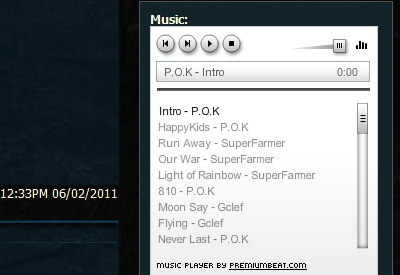 Music:
P.O.K - Intro 0:00
Intro - P.O.K
HappyKids - P.O.K
Run Away - SuperFarmer
Our War - SuperFarmer
Light of Rainbow - SuperFarmer
810 - P.O.K
12:33PM 06/02/2011
Moon Say - Gclef
Flying - Gclef
Never Last - P.O.K
MUSIC PLAYER BY PREMIUMBEAT.COM